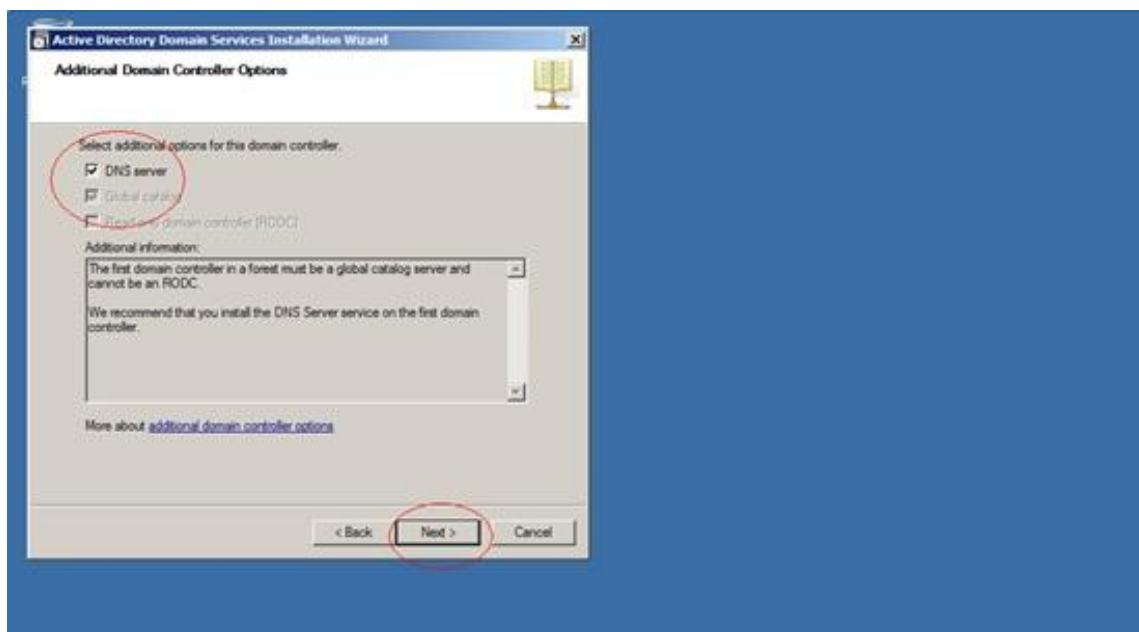 Active Directory Domain Services Installation Wizard
Additional Domain Controller Options
Select additional options for this domain controller.
DNS server
Global catalog
Read-only domain controller (RODC)
Additional information:
The first domain controller in a forest must be a global catalog server and
cannot be an RODC.
We recommend that you install the DNS Server service on the first domain
controller.
More about additional domain controller options
< Back Next > Cancel